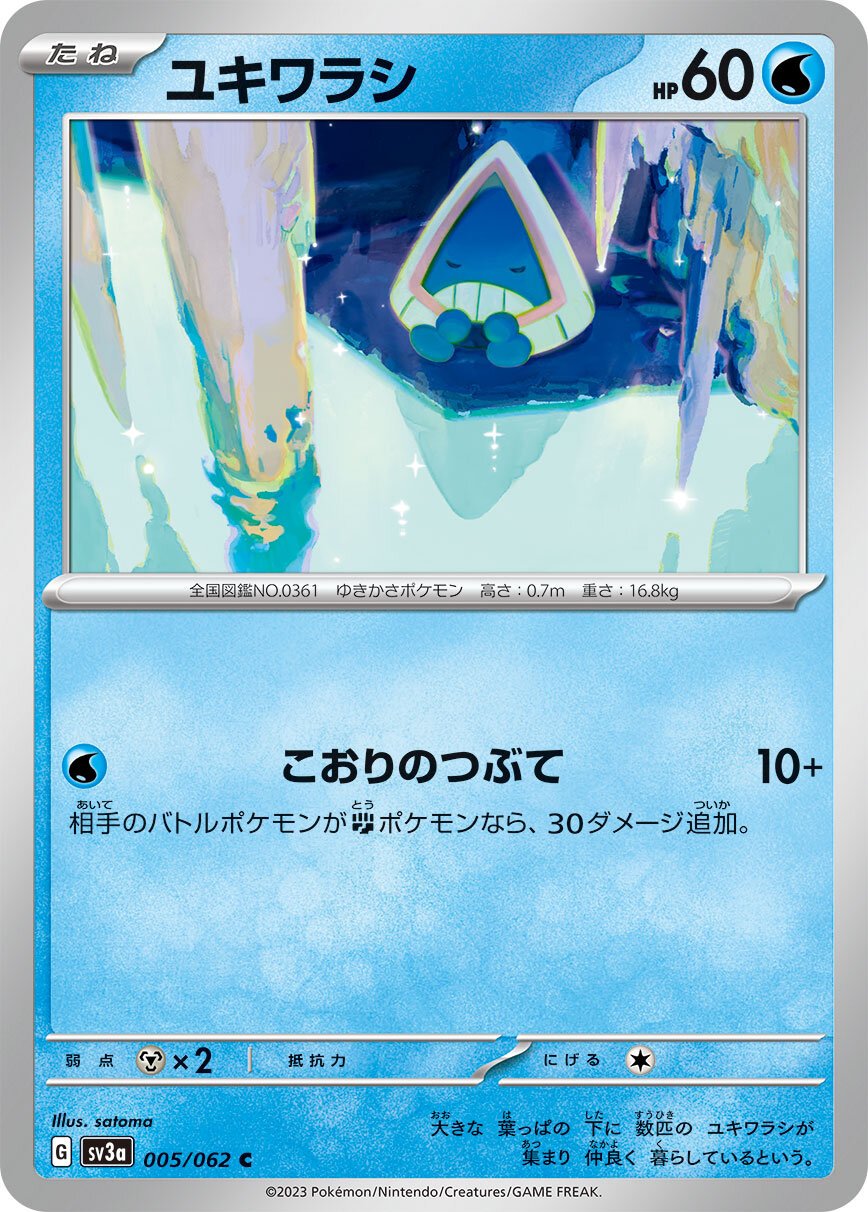 たね ユキワラシ HP60
全国図鑑NO.0361 ゆきかさポケモン 高さ:0.7m 重さ:16.8kg
こおりのつぶて 10+
相手のバトルポケモンが闘ポケモンなら、30ダメージ追加。
弱点 ×2 抵抗力 にげる
Illus. satoma
大きな 葉っぱの 下に 数匹の ユキワラシが
集まり 仲良く 暮らしているという。
G sv3a 005/062 C
©2023 Pokémon/Nintendo/Creatures/GAME FREAK.